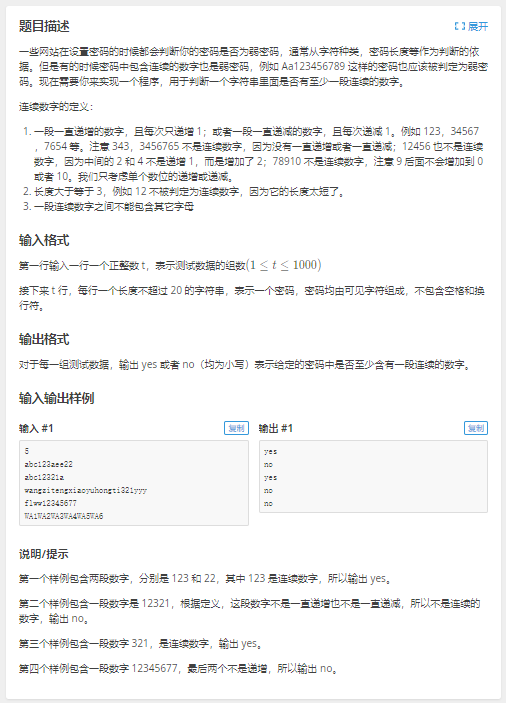 题目描述
展开
一些网站在设置密码的时候都会判断你的密码是否为弱密码，通常从字符种类，密码长度等作为判断的依
据。但是有的时候密码中包含连续的数字也是弱密码，例如 Aa123456789 这样的密码也应该被判定为弱密
码。现在需要你来实现一个程序，用于判断一个字符串里面是否有至少一段连续的数字。
连续数字的定义：
1. 一段一直递增的数字，且每次只递增 1；或者一段一直递减的数字，且每次递减 1。例如 123，34567
，7654 等。注意 343，3456765 不是连续数字，因为没有一直递增或者一直递减；12456 也不是连续
数字，因为中间的 2 和 4 不是递增 1，而是增加了 2；78910 不是连续数字，注意 9 后面不会增加到 0
或者 10。我们只考虑单个数位的递增或递减。
2. 长度大于等于 3，例如 12 不被判定为连续数字，因为它的长度太短了。
3. 一段连续数字之间不能包含其它字母
输入格式
第一行输入一行一个正整数 t，表示测试数据的组数(1 ≤ t ≤ 1000)
接下来 t 行，每行一个长度不超过 20 的字符串，表示一个密码，密码均由可见字符组成，不包含空格和换
行符。
输出格式
对于每一组测试数据，输出 yes 或者 no（均为小写）表示给定的密码中是否至少含有一段连续的数字。
输入输出样例
输入 #1
复制
5
abc123aee22
abc12321a
wangzitengxiaoyuhongti321yyy
flww12345677
WA1WA2WA3WA4WA5WA6
输出 #1
复制
yes
no
yes
no
no
说明/提示
第一个样例包含两段数字，分别是 123 和 22，其中 123 是连续数字，所以输出 yes。
第二个样例包含一段数字是 12321，根据定义，这段数字不是一直递增也不是一直递减，所以不是连续的
数字，输出 no。
第三个样例包含一段数字 321，是连续数字，输出 yes。
第四个样例包含一段数字 12345677，最后两个不是递增，所以输出 no。